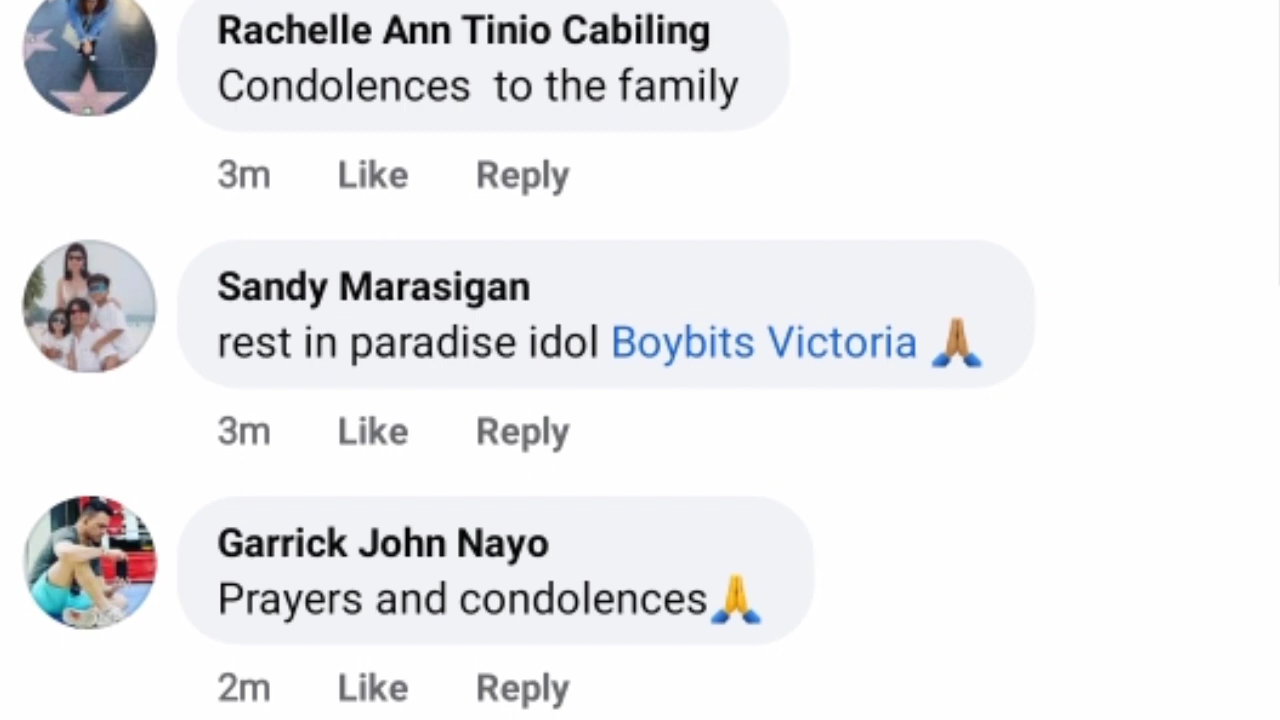 Rachelle Ann Tinio Cabiling
Condolences  to the family
3m Like Reply
Sandy Marasigan
rest in paradise idol Boybits Victoria 🙏🏽
3m Like Reply
Garrick John Nayo
Prayers and condolences🙏
2m Like Reply